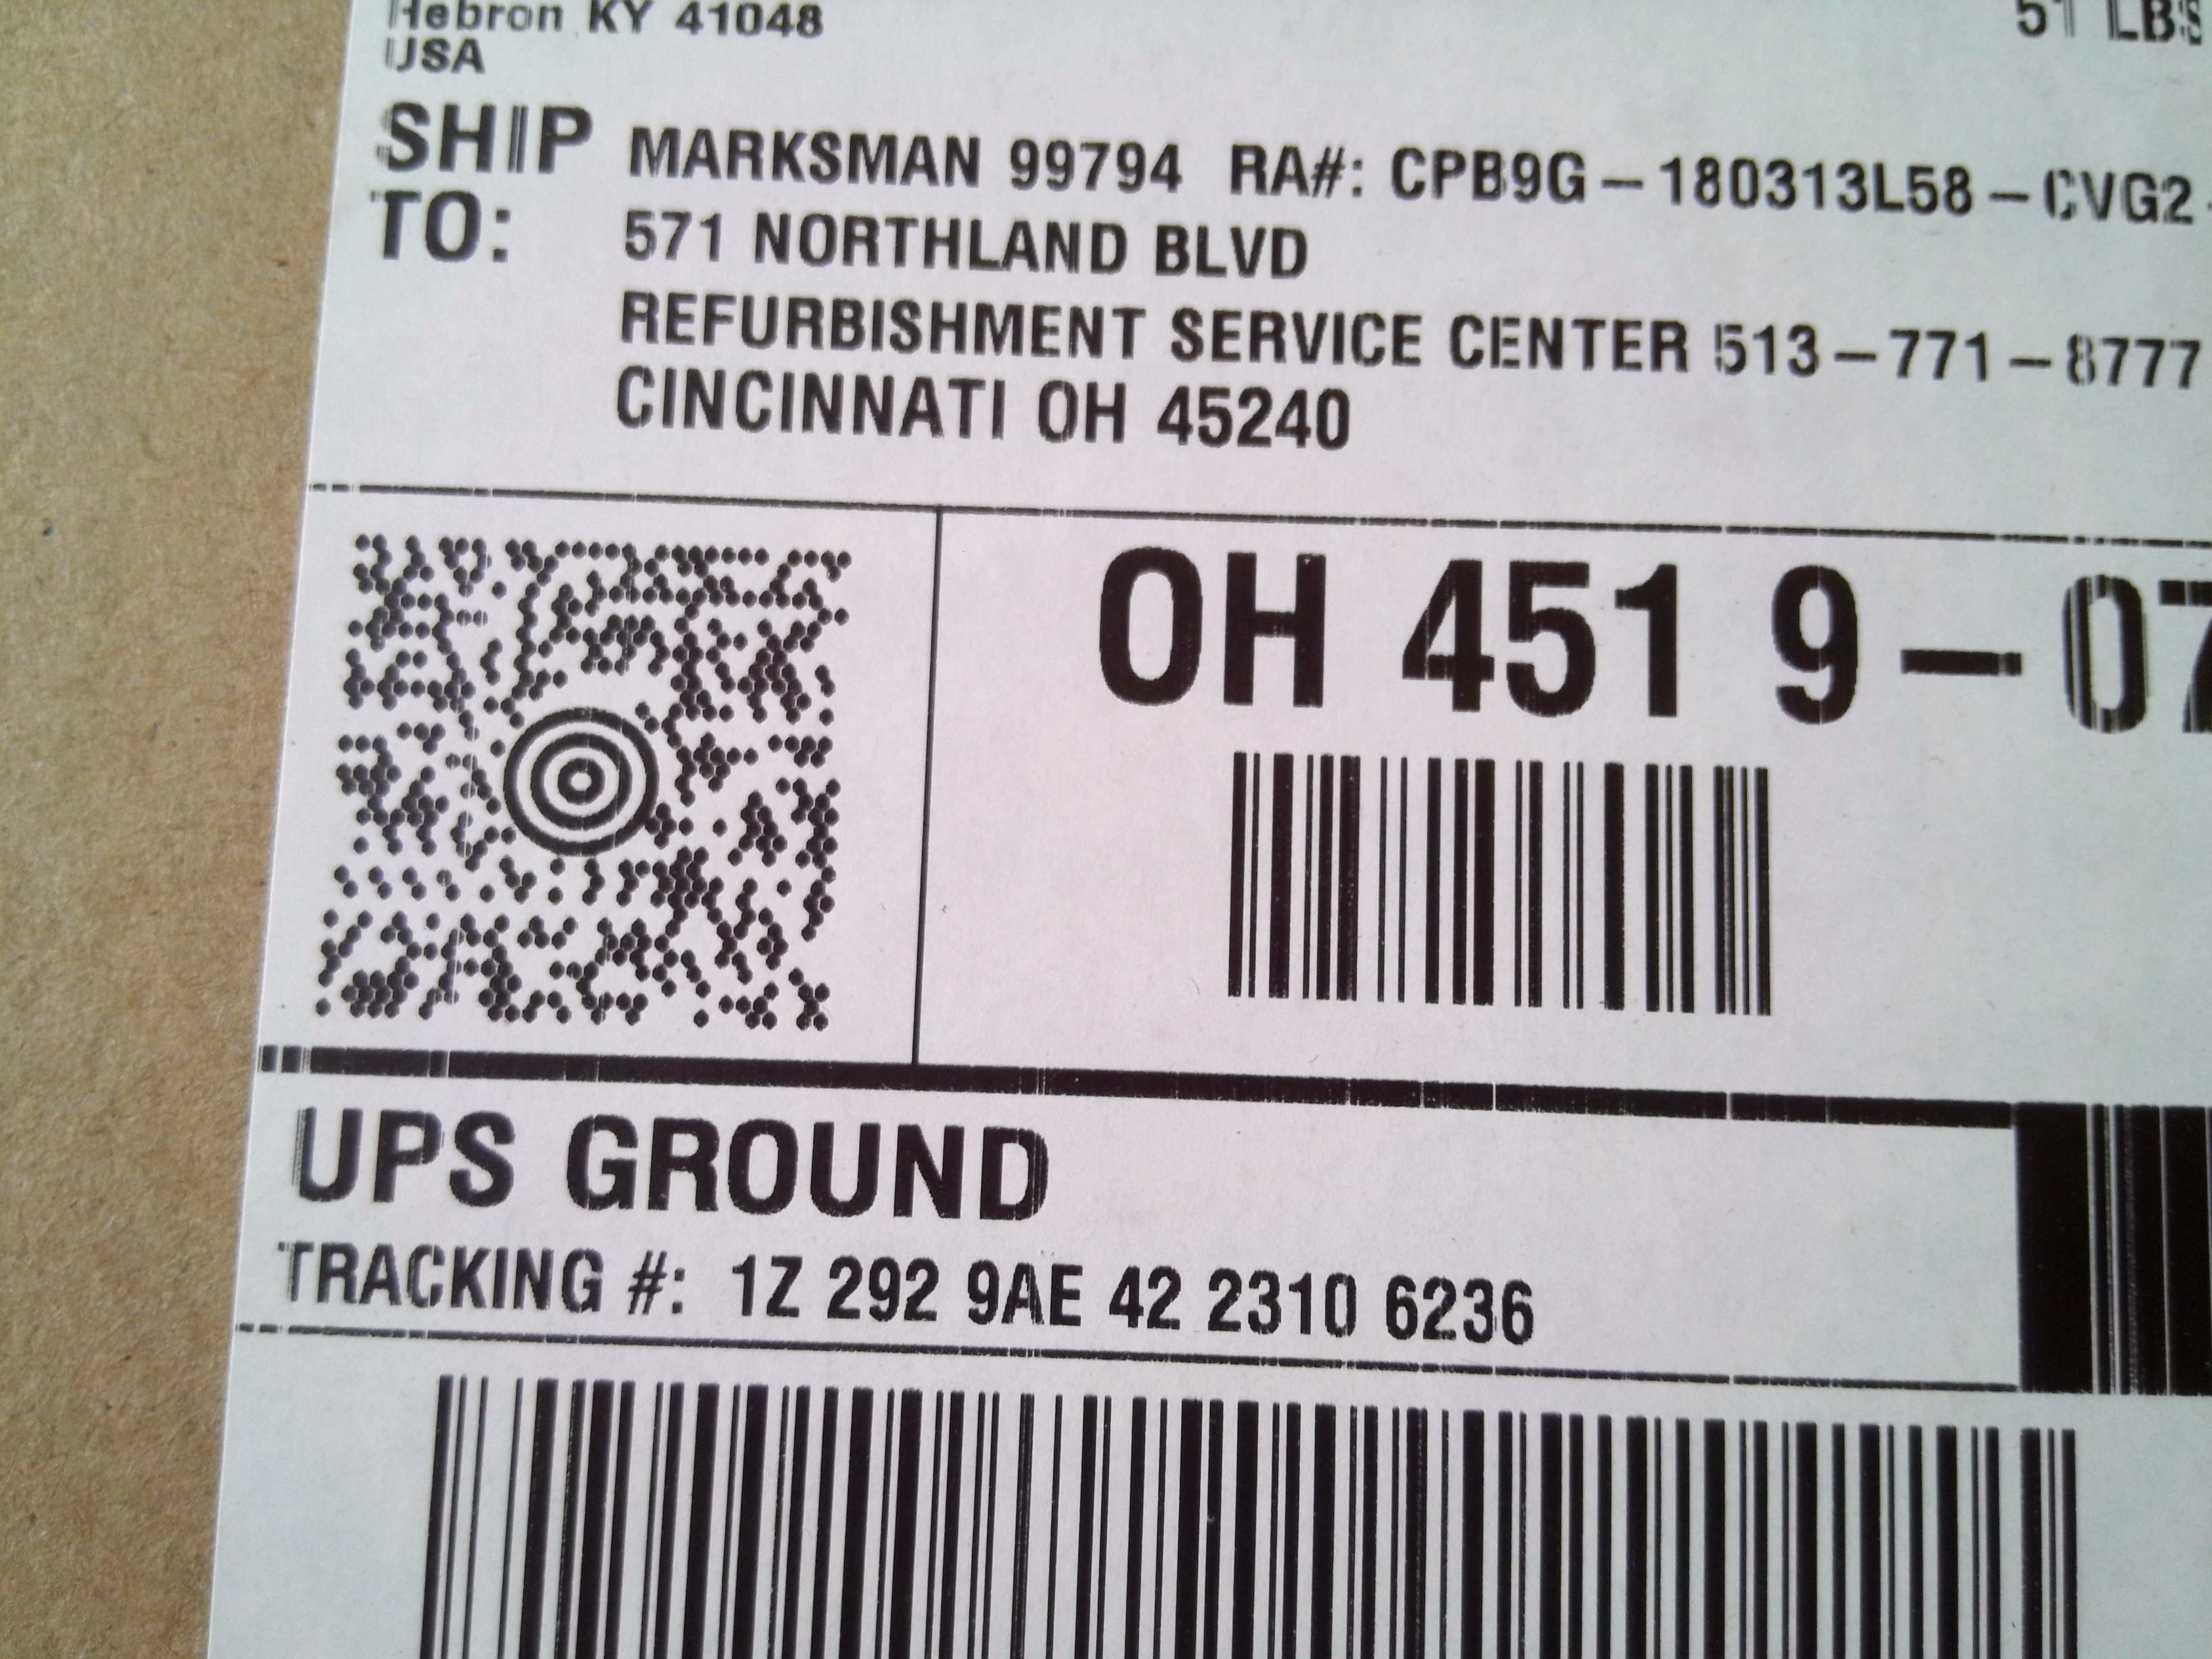 Hebron KY 41048
USA
51 LBS
SHIP TO:
MARKSMAN 99794 RA#: CPB9G-180313L58-CVG2
571 NORTHLAND BLVD
REFURBISHMENT SERVICE CENTER 513-771-8777
CINCINNATI OH 45240
OH 451 9-07
UPS GROUND
TRACKING #: 1Z 292 9AE 42 2310 6236